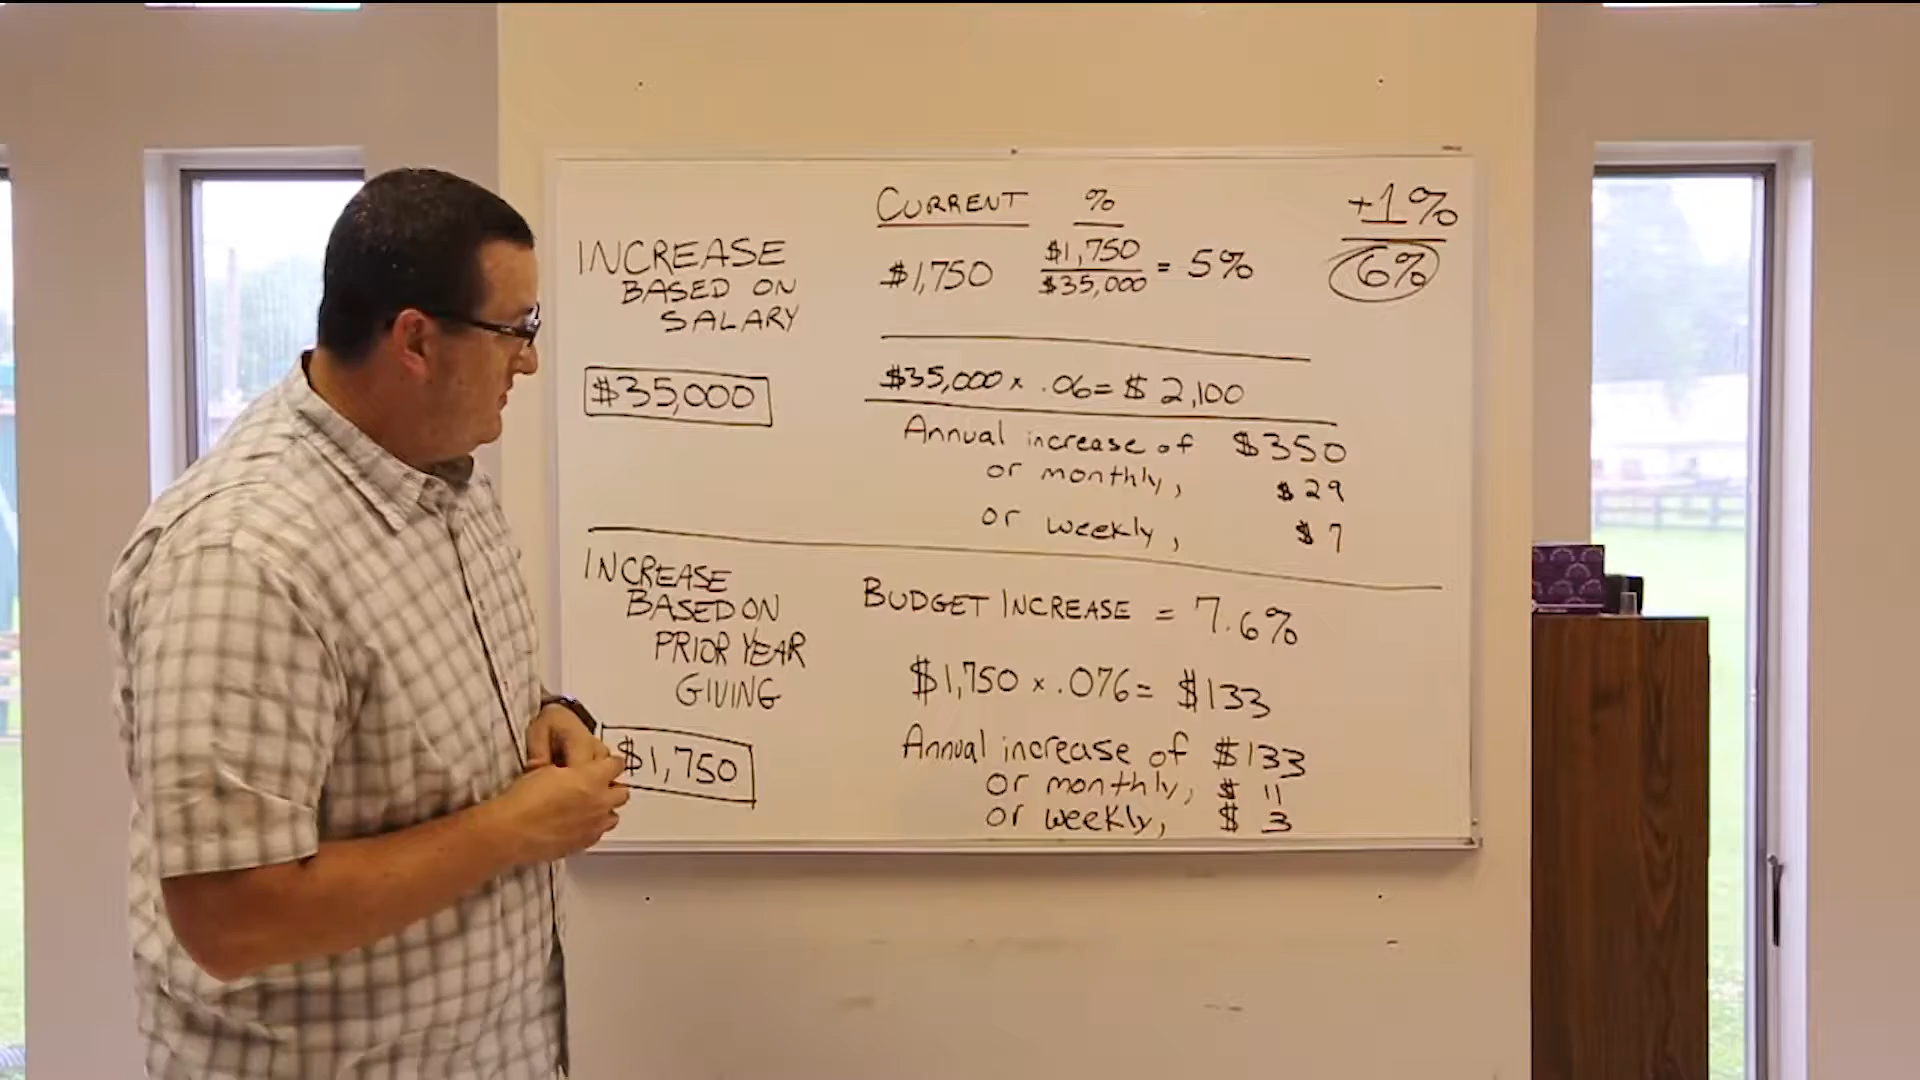 CURRENT %
+1%
INCREASE
BASED ON
SALARY
$1,750 $1,750 / $35,000 = 5%
6%
$35,000
$35,000 x .06 = $2,100
Annual increase of $350
or monthly, $29
or weekly, $7
INCREASE
BASED ON
PRIOR YEAR
GIVING
$1,750
BUDGET INCREASE = 7.6%
$1,750 x .076 = $133
Annual increase of $133
or monthly, $11
or weekly, $3